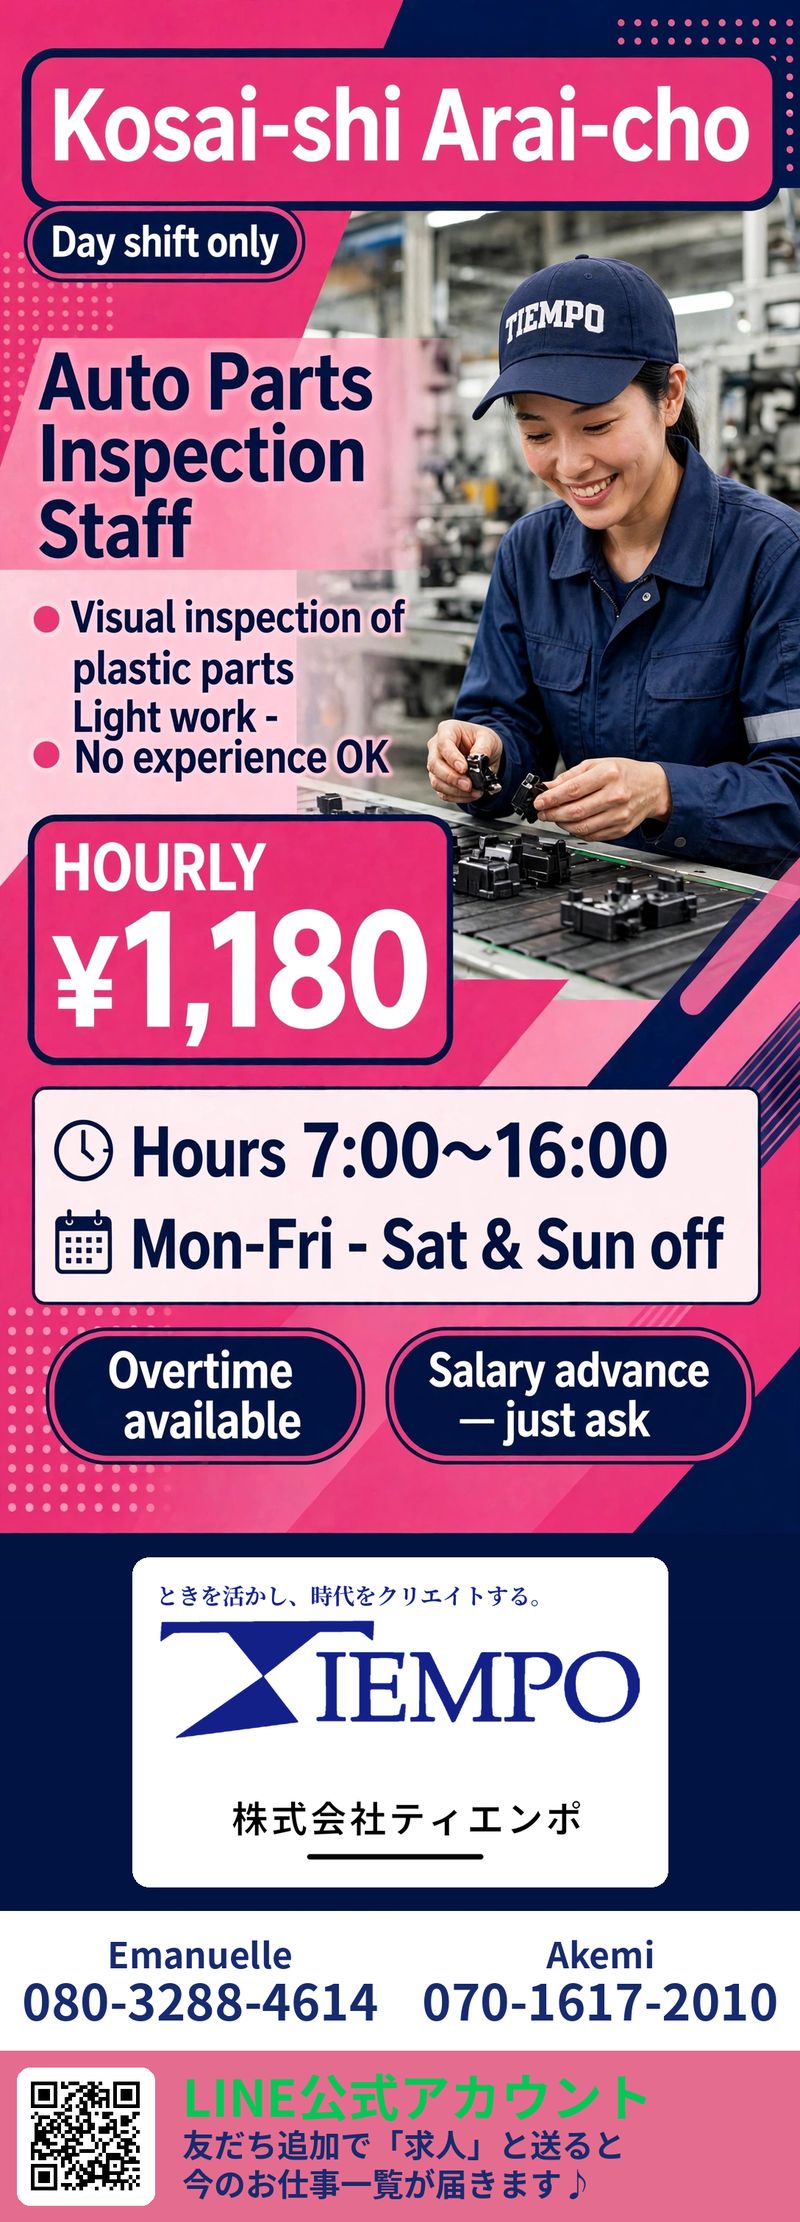 Kosai-shi Arai-cho
Day shift only
TIEMPO
Auto Parts
Inspection
Staff
Visual inspection of
plastic parts
Light work -
No experience OK
HOURLY
¥1,180
Hours 7:00～16:00
Mon-Fri - Sat & Sun off
Overtime
available
Salary advance
— just ask
ときを活かし、時代をクリエイトする。
TIEMPO
株式会社ティエンポ
Emanuelle
080-3288-4614
Akemi
070-1617-2010
LINE公式アカウント
友だち追加で「求人」と送ると
今のお仕事一覧が届きます♪